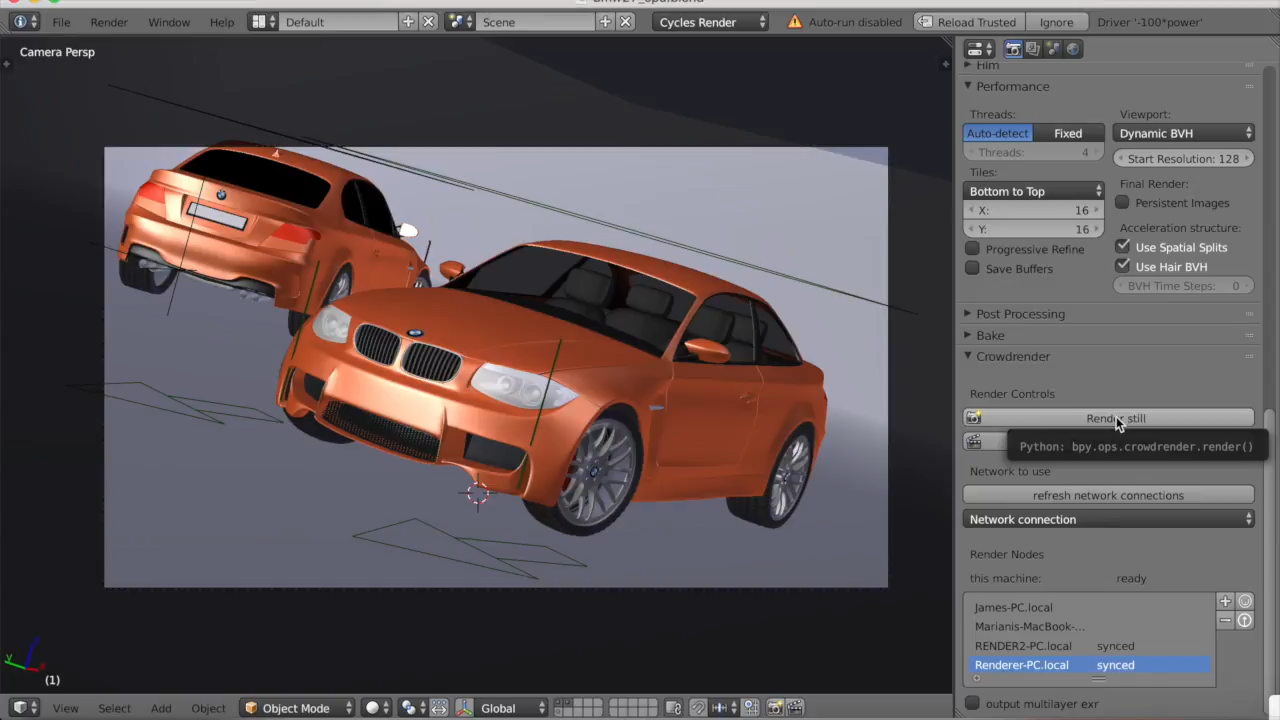 File Render Window Help Default Scene Cycles Render Auto-run disabled Reload Trusted Ignore Driver '-100*power'
Camera Persp
Film
Performance
Threads: Viewport:
Auto-detect Fixed Dynamic BVH
Threads: 4 Start Resolution: 128
Tiles: Final Render:
Bottom to Top Persistent Images
X: 16
Y: 16 Acceleration structure:
Progressive Refine Use Spatial Splits
Save Buffers Use Hair BVH
BVH Time Steps: 0
Post Processing
Bake
Crowdrender
Render Controls
Render still
Python: bpy.ops.crowdrender.render()
Network to use
refresh network connections
Network connection
Render Nodes
this machine: ready
James-PC.local
Marianis-MacBook-...
RENDER2-PC.local synced
Renderer-PC.local synced
output multilayer exr
(1)
View Select Add Object Object Mode Global